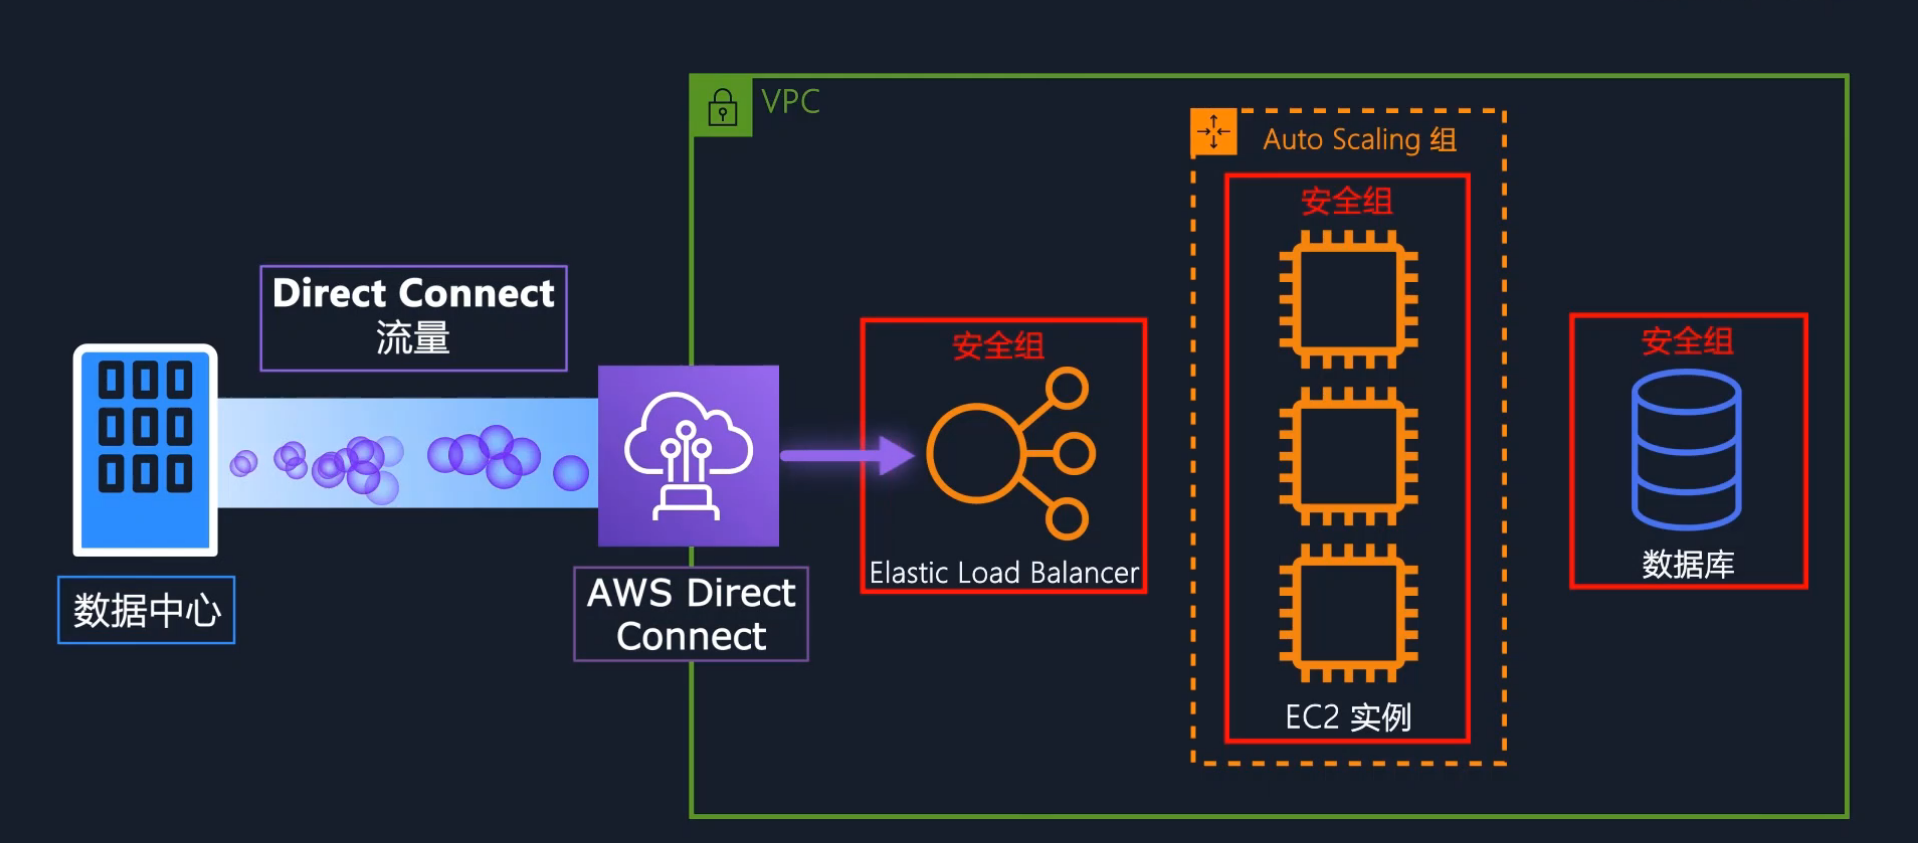 VPC
Auto Scaling 组
安全组
Direct Connect
流量
安全组
安全组
Elastic Load Balancer
数据库
AWS Direct
Connect
数据中心
EC2 实例